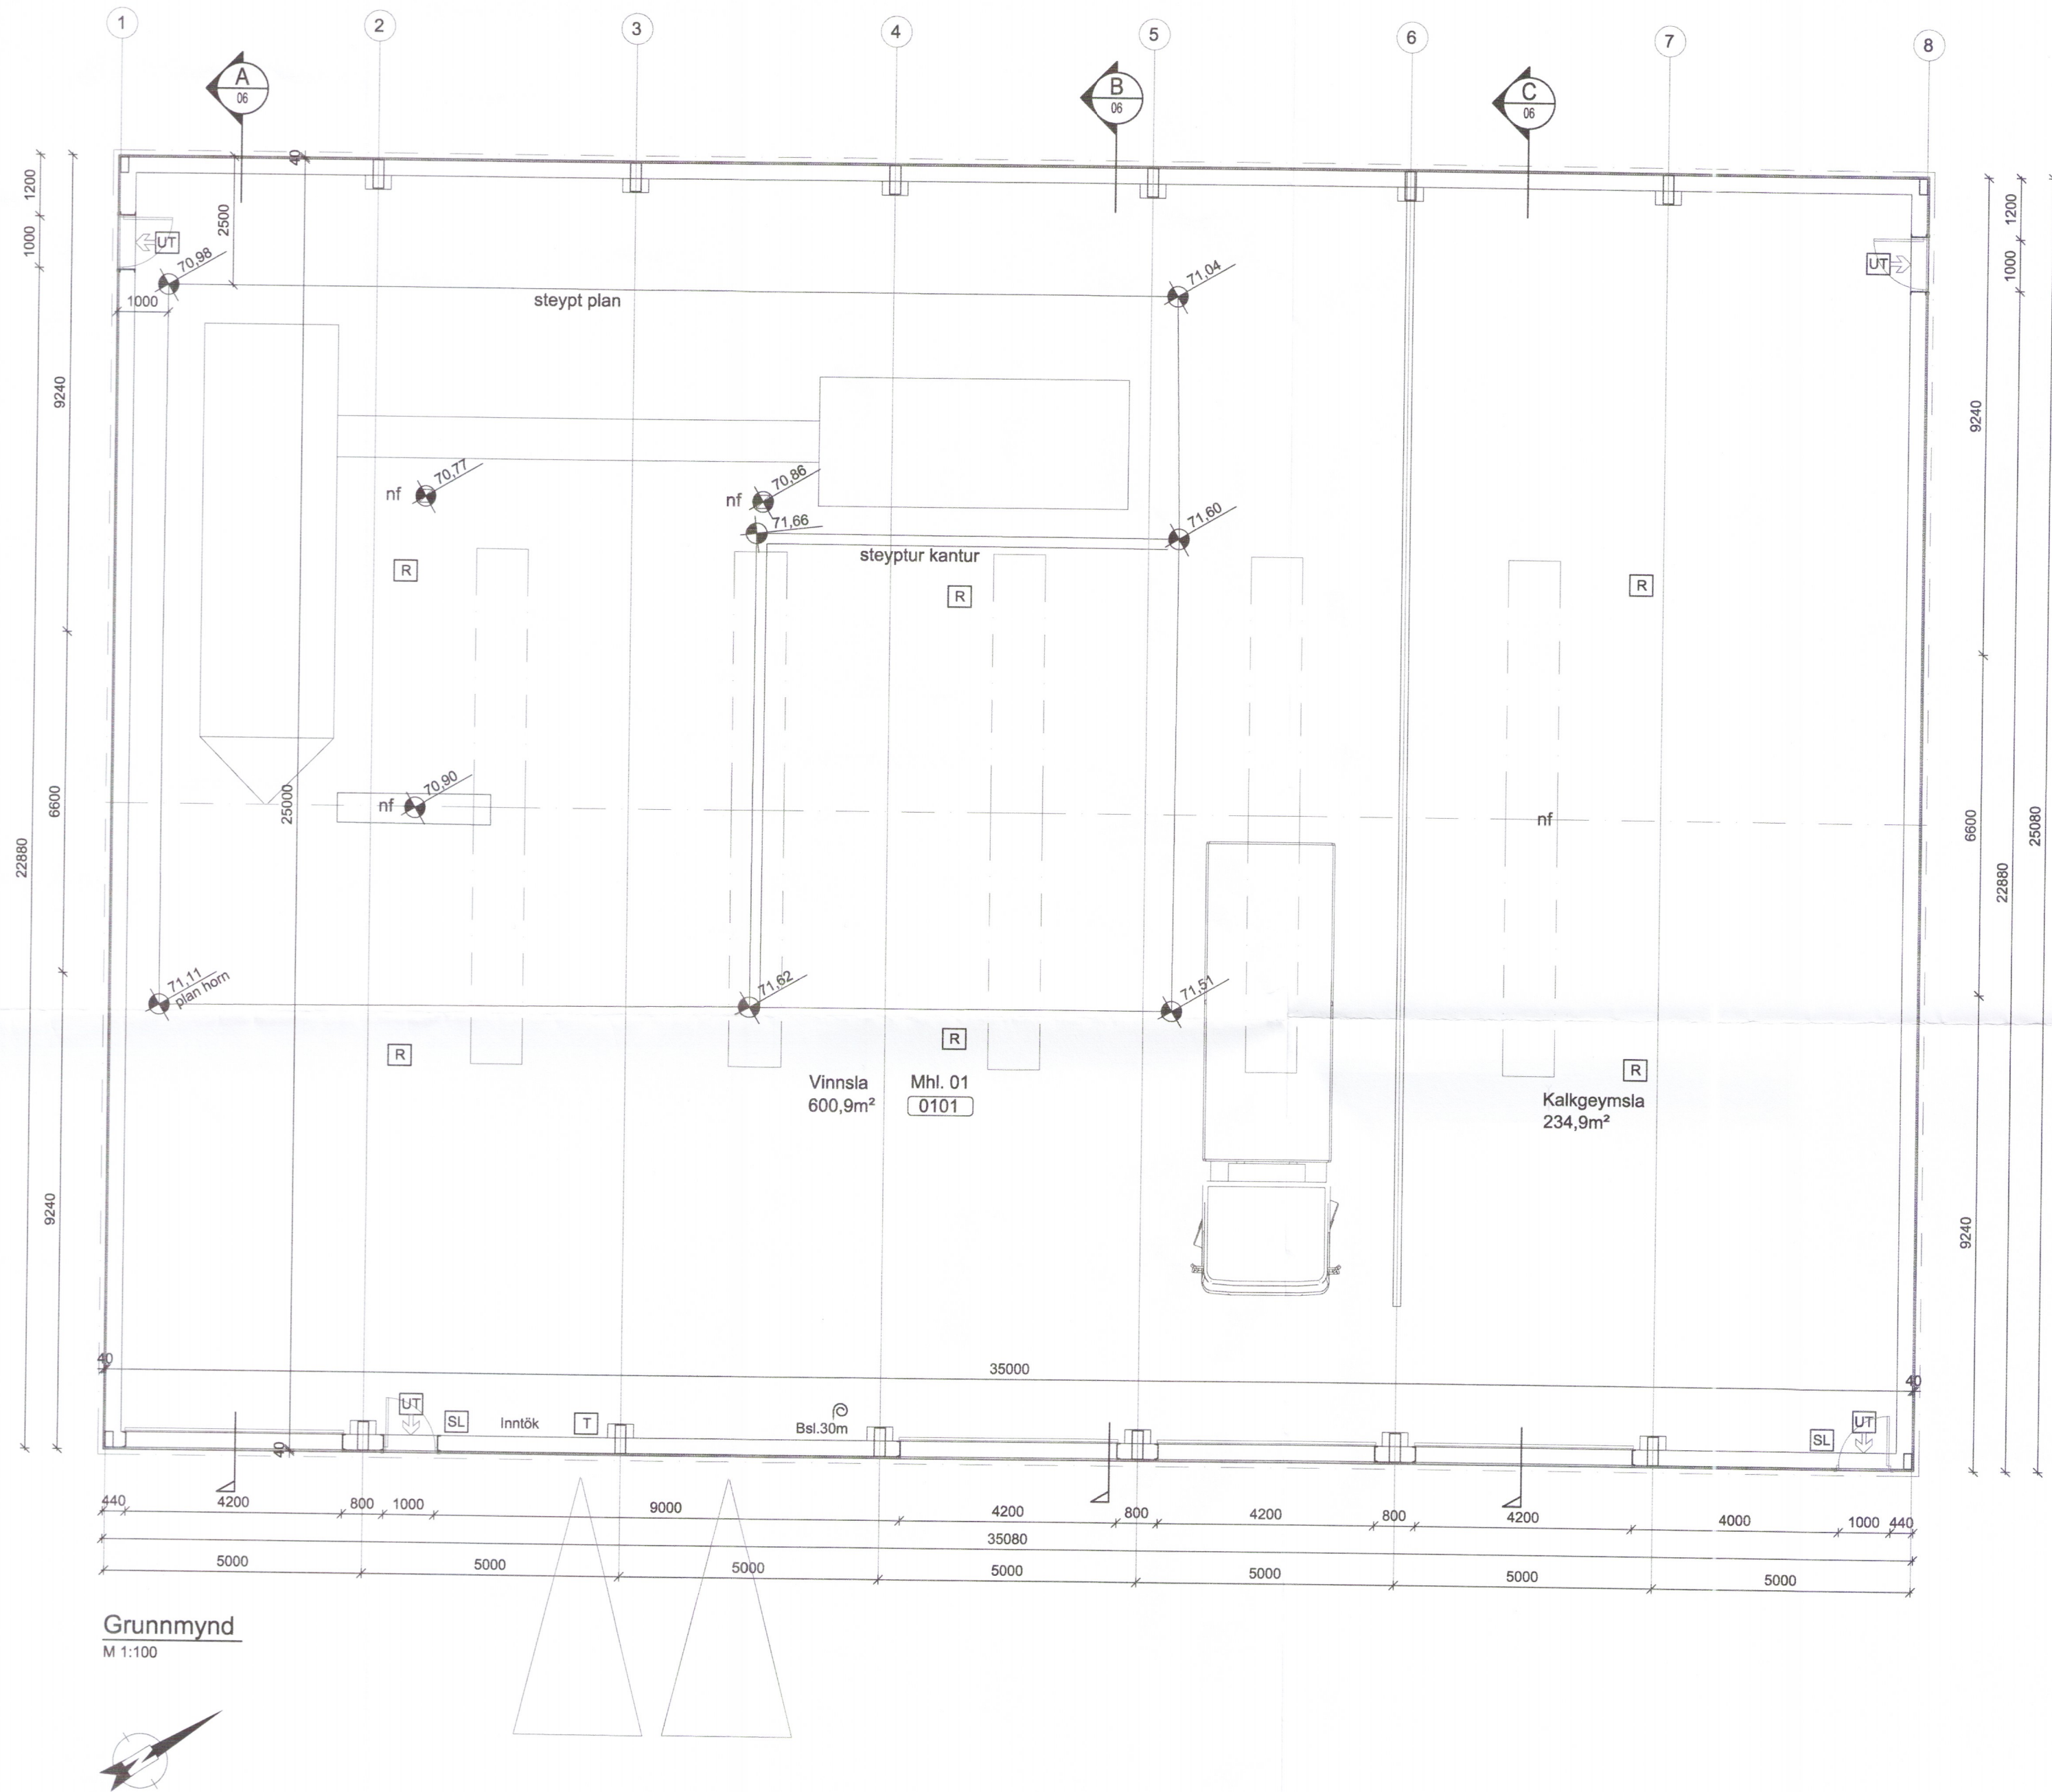 1 2 3 4 5 6 7 8
A
06
B
06
C
06
40
1200
1000
2500
UT
70,98
1000
steypt plan
71,04
UT
1200
1000
9240
9240
nf
70,77
nf
70,86
71,66
71,60
steyptur kantur
R
R
R
22880
6600
25000
nf
70,90
nf
6600
22880
25080
71,11
plan horn
71,62
71,51
R
R
R
Vinnsla
600,9m²
Mhl. 01
0101
Kalkgeymsla
234,9m²
9240
9240
40
35000
40
UT
SL
Inntök
T
Bsl.30m
SL
UT
40
440 4200 800 1000 9000 4200 800 4200 800 4200 4000 1000 440
35080
5000 5000 5000 5000 5000 5000 5000
Grunnmynd
M 1:100